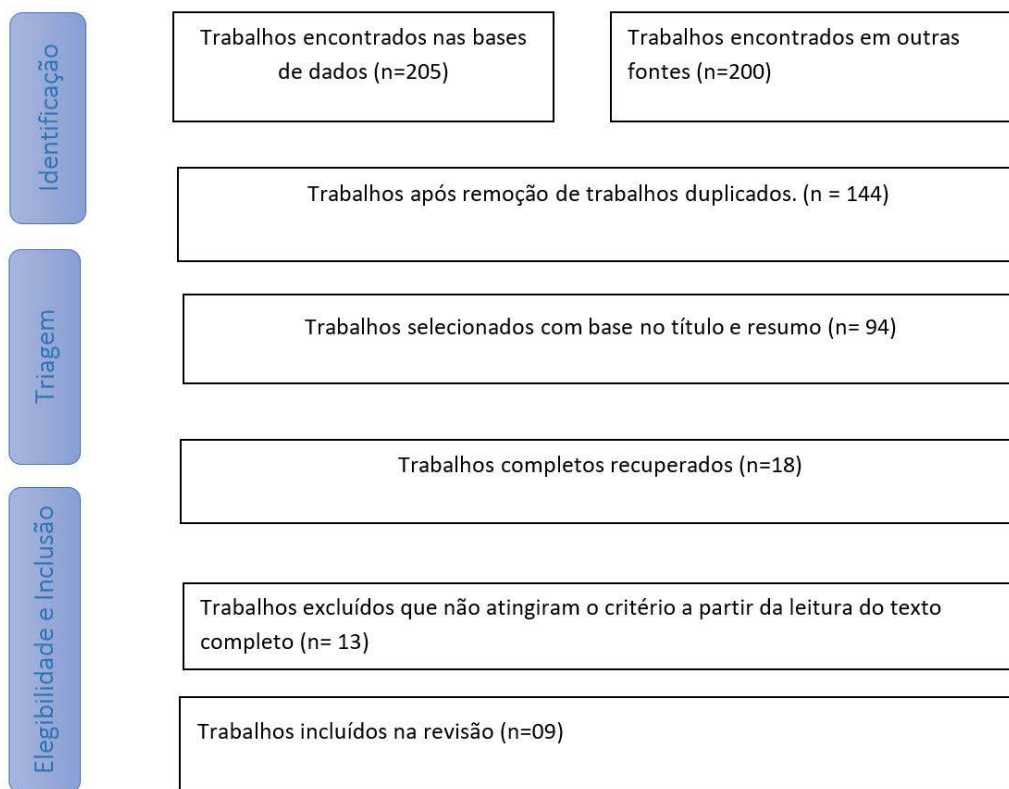 Identificação
Trabalhos encontrados nas bases
de dados (n=205)
Trabalhos encontrados em outras
fontes (n=200)
Trabalhos após remoção de trabalhos duplicados. (n = 144)
Triagem
Trabalhos selecionados com base no título e resumo (n= 94)
Trabalhos completos recuperados (n=18)
Elegibilidade e Inclusão
Trabalhos excluídos que não atingiram o critério a partir da leitura do texto
completo (n= 13)
Trabalhos incluídos na revisão (n=09)